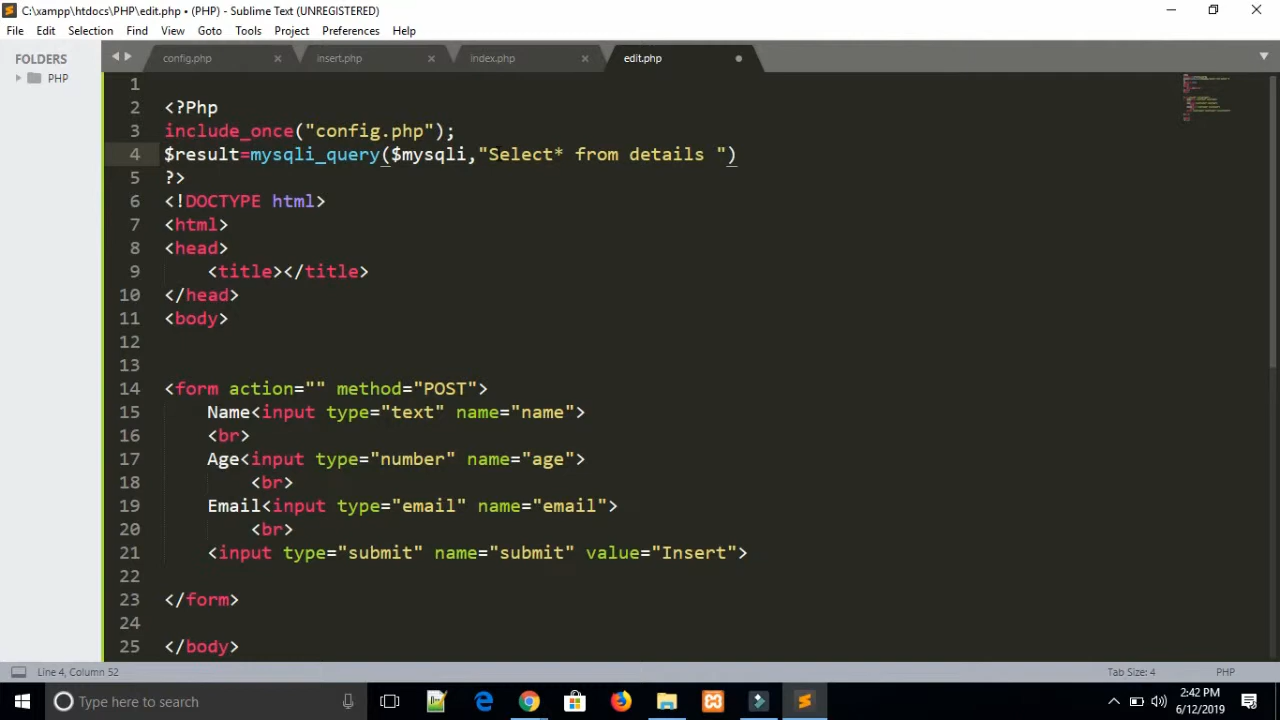 C:\xampp\htdocs\PHP\edit.php • (PHP) - Sublime Text (UNREGISTERED)
File Edit Selection Find View Goto Tools Project Preferences Help
FOLDERS
PHP
config.php insert.php index.php edit.php
1
2 <?Php
3 include_once("config.php");
4 $result=mysqli_query($mysqli,"Select* from details ")
5 ?>
6 <!DOCTYPE html>
7 <html>
8 <head>
9 <title></title>
10 </head>
11 <body>
12
13
14 <form action="" method="POST">
15 Name<input type="text" name="name">
16 <br>
17 Age<input type="number" name="age">
18 <br>
19 Email<input type="email" name="email">
20 <br>
21 <input type="submit" name="submit" value="Insert">
22
23 </form>
24
25 </body>
Line 4, Column 52 Tab Size: 4 PHP
Type here to search
2:42 PM
6/12/2019